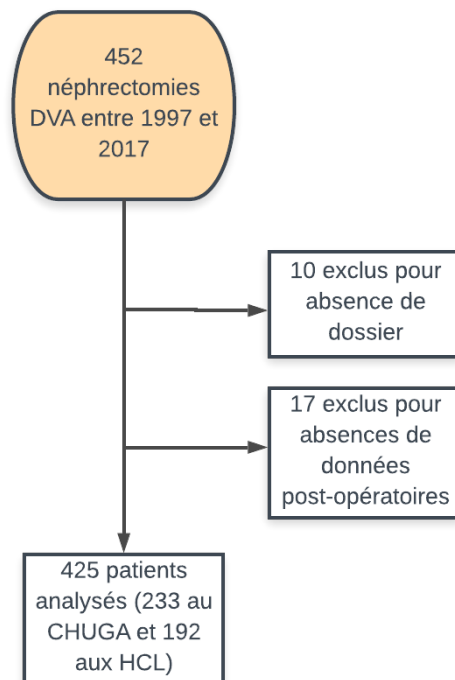 452
néphrectomies
DVA entre 1997 et
2017
10 exclus pour
absence de
dossier
17 exclus pour
absences de
données
post-opératoires
425 patients
analysés (233 au
CHUGA et 192
aux HCL)